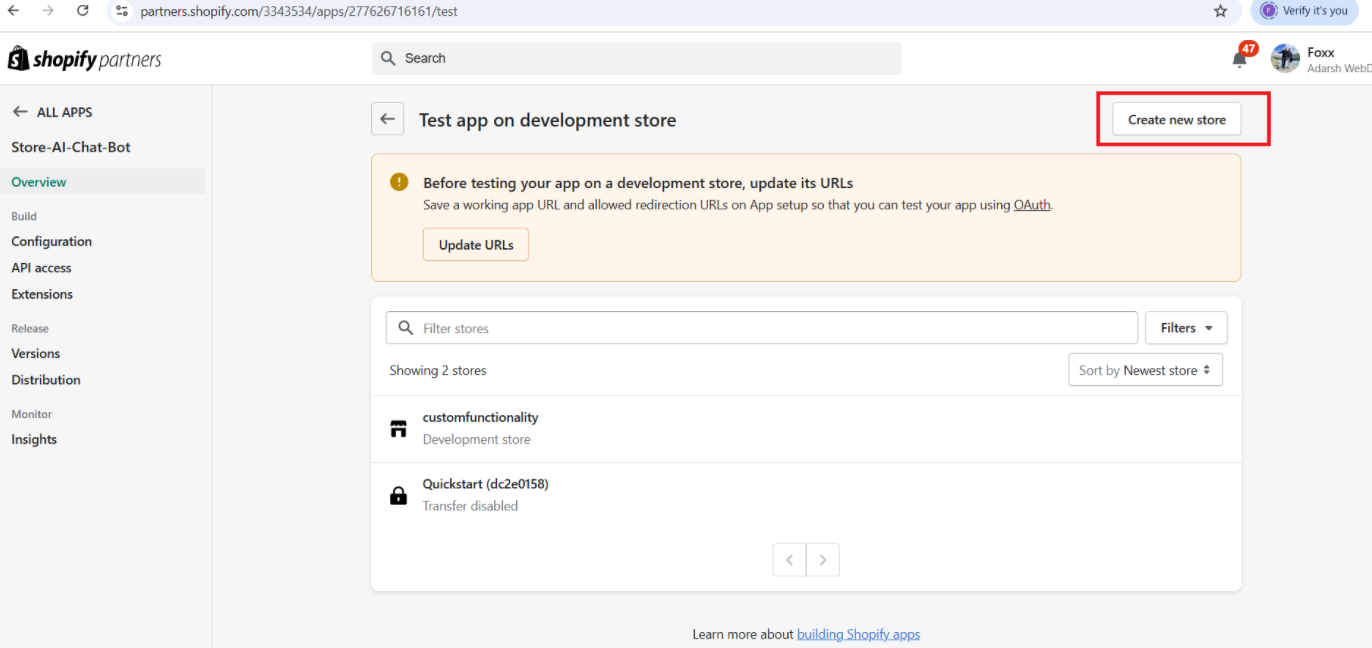 partners.shopify.com/3343534/apps/277626716161/test
Verify it's you
shopify partners
Search
47
Foxx
Adarsh WebD
ALL APPS
Store-AI-Chat-Bot
Overview
Build
Configuration
API access
Extensions
Release
Versions
Distribution
Monitor
Insights
Test app on development store
Create new store
Before testing your app on a development store, update its URLs
Save a working app URL and allowed redirection URLs on App setup so that you can test your app using OAuth.
Update URLs
Filter stores
Filters
Showing 2 stores
Sort by Newest store
customfunctionality
Development store
Quickstart (dc2e0158)
Transfer disabled
Learn more about building Shopify apps